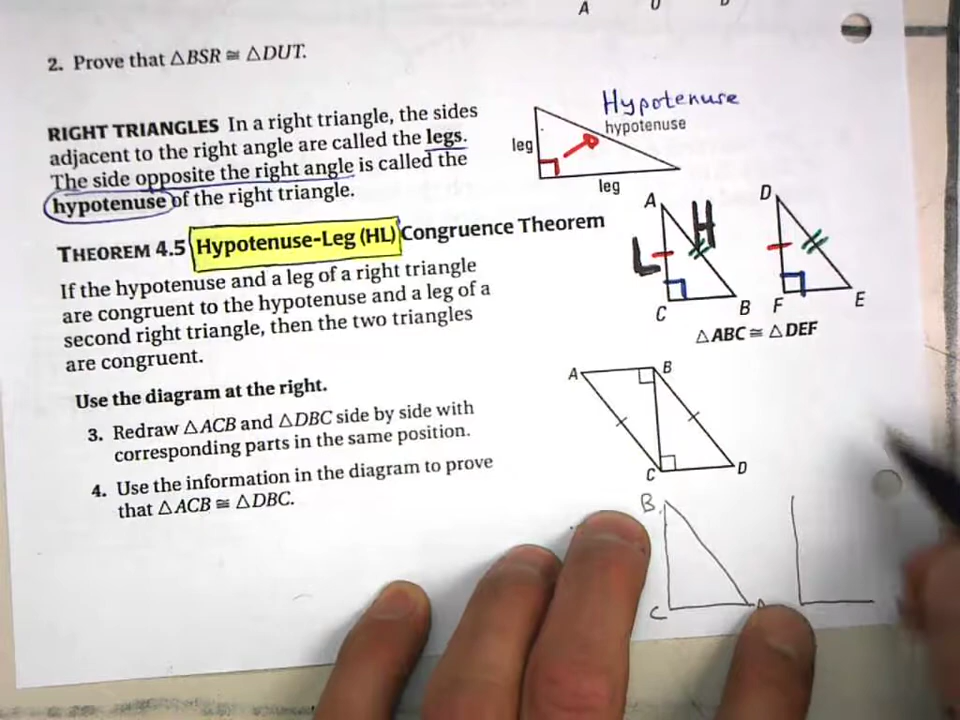 A
D
2. Prove that △BSR ≅ △DUT.
RIGHT TRIANGLES In a right triangle, the sides
adjacent to the right angle are called the legs.
The side opposite the right angle is called the
hypotenuse of the right triangle.
Hypotenuse
hypotenuse
leg
leg
THEOREM 4.5 Hypotenuse-Leg (HL) Congruence Theorem
If the hypotenuse and a leg of a right triangle
are congruent to the hypotenuse and a leg of a
second right triangle, then the two triangles
are congruent.
A
H
L
C
B
D
F
E
△ABC ≅ △DEF
Use the diagram at the right.
3. Redraw △ACB and △DBC side by side with
corresponding parts in the same position.
4. Use the information in the diagram to prove
that △ACB ≅ △DBC.
A
B
C
D
B
C